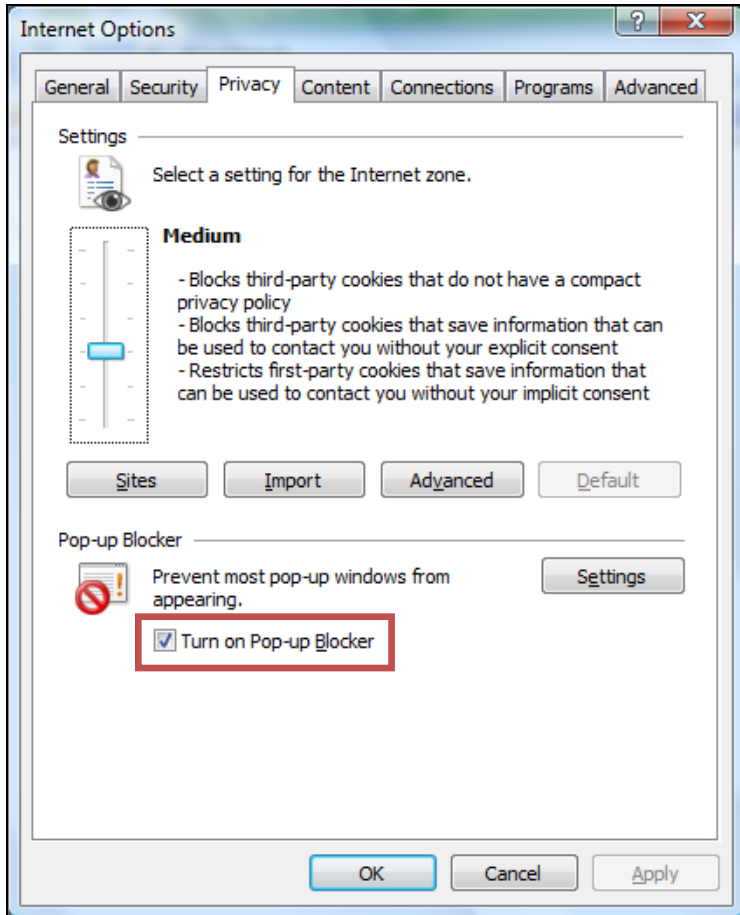 Internet Options
?
X
General Security Privacy Content Connections Programs Advanced
Settings
Select a setting for the Internet zone.
Medium
- Blocks third-party cookies that do not have a compact
privacy policy
- Blocks third-party cookies that save information that can
be used to contact you without your explicit consent
- Restricts first-party cookies that save information that
can be used to contact you without your implicit consent
Sites Import Advanced Default
Pop-up Blocker
Prevent most pop-up windows from
appearing.
Settings
Turn on Pop-up Blocker
OK Cancel Apply